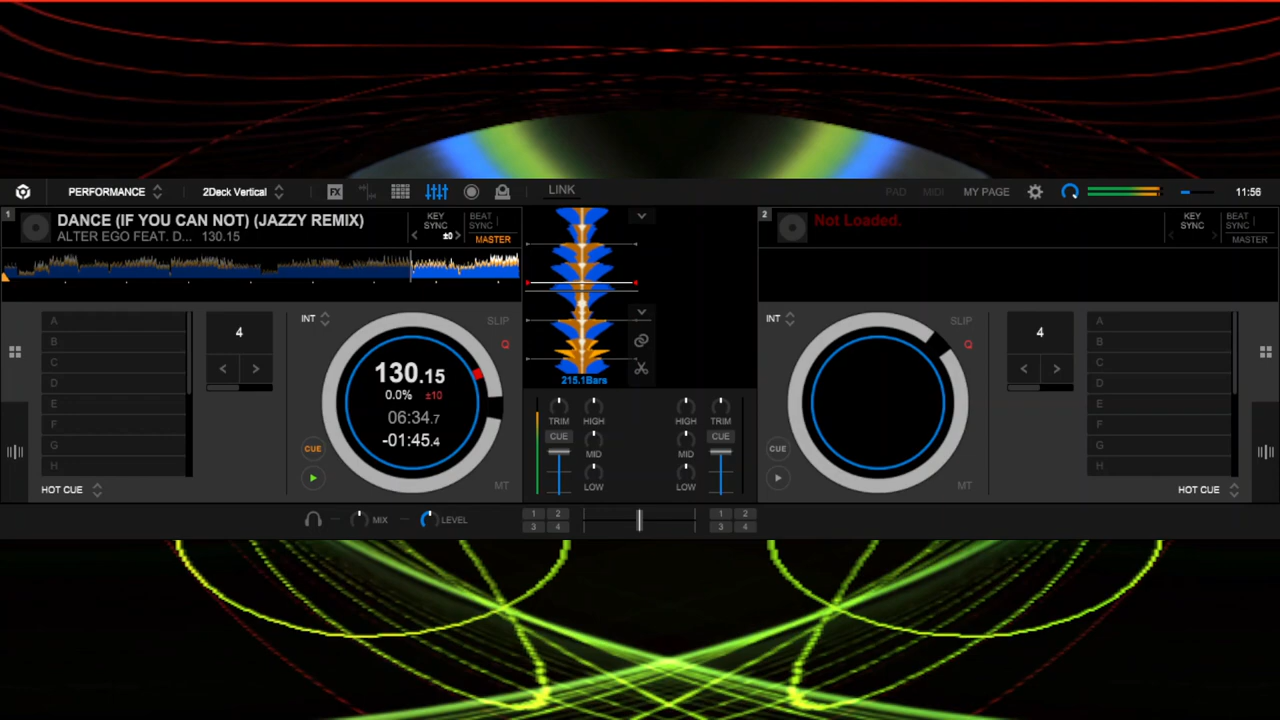 PERFORMANCE 2Deck Vertical FX LINK PAD MIDI MY PAGE 11:56
1 DANCE (IF YOU CAN NOT) (JAZZY REMIX) KEY SYNC BEAT SYNC
ALTER EGO FEAT. D... 130.15 ±0 MASTER
2 Not Loaded. KEY SYNC BEAT SYNC
MASTER
A
B
C
D
E
F
G
H
HOT CUE
4
INT SLIP
Q
130.15
0.0% ±10
06:34.7
-01:45.4
CUE
MT
215.1Bars
TRIM HIGH HIGH TRIM
CUE CUE
MID MID
LOW LOW
INT SLIP
Q
CUE
MT
4
A
B
C
D
E
F
G
H
HOT CUE
MIX LEVEL
1 2 1 2
3 4 3 4